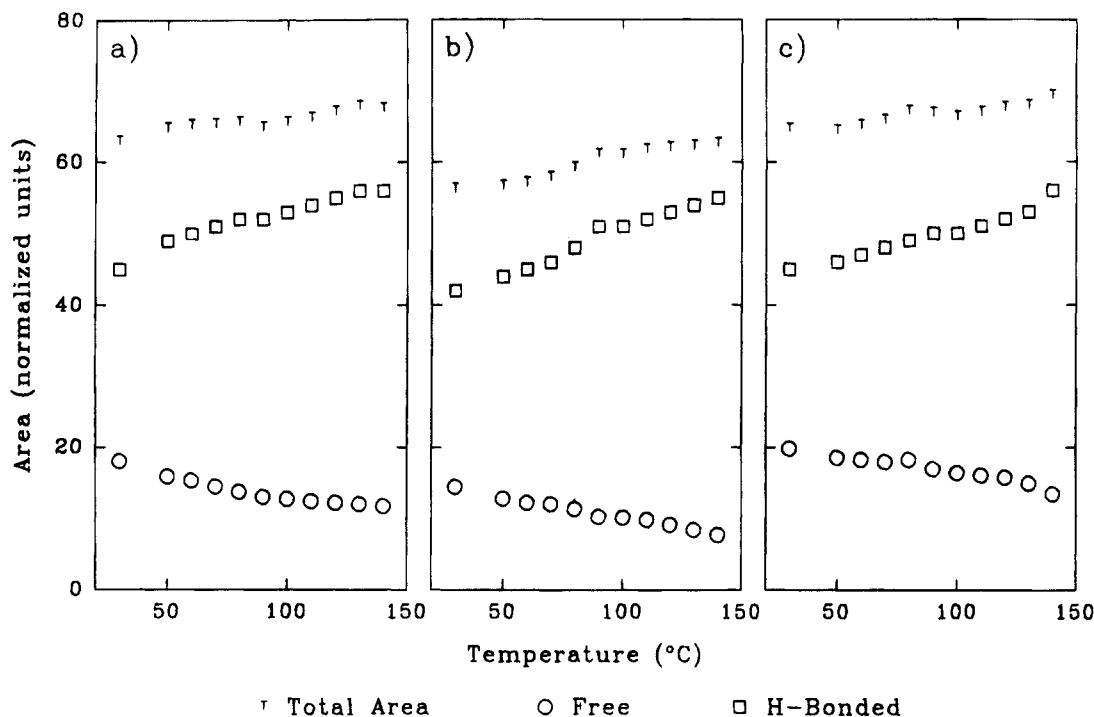 80
60
40
20
0
Area (normalized units)
a)
b)
c)
50 100 150 50 100 150 50 100 150
Temperature (°C)
T Total Area ○ Free □ H-Bonded